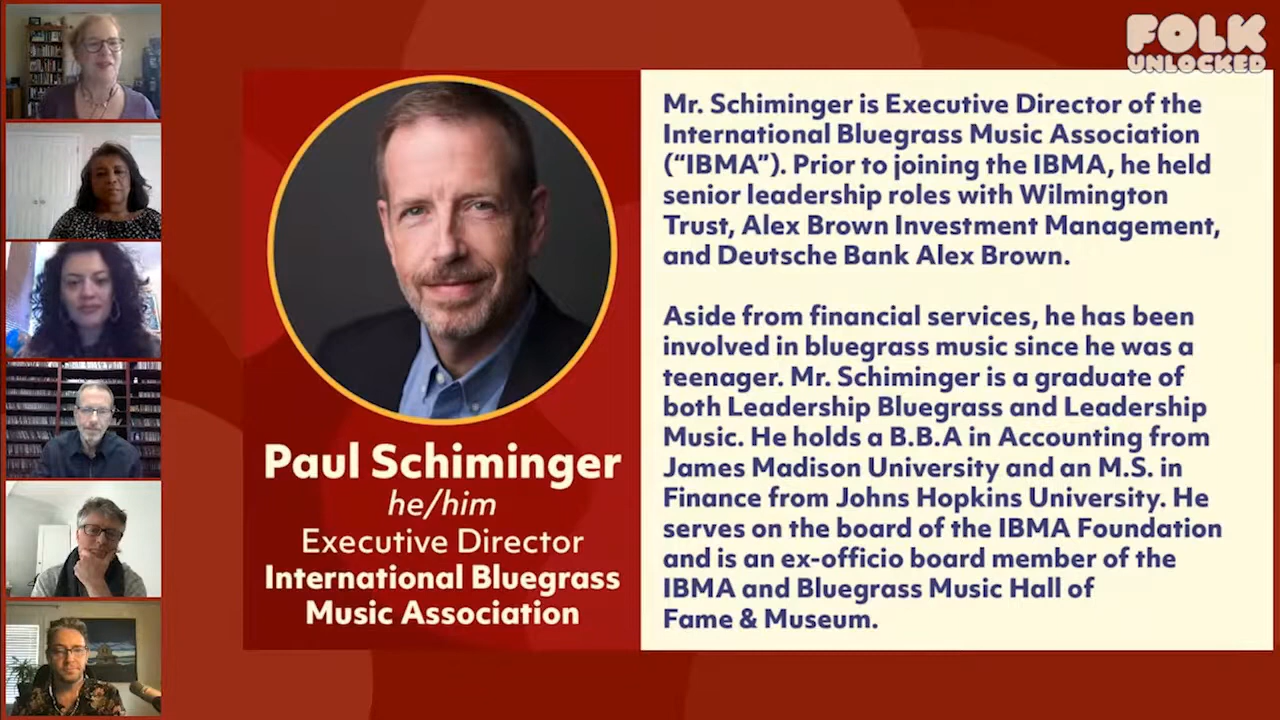 FOLK
UNLOCKED
Mr. Schiminger is Executive Director of the
International Bluegrass Music Association
(“IBMA”). Prior to joining the IBMA, he held
senior leadership roles with Wilmington
Trust, Alex Brown Investment Management,
and Deutsche Bank Alex Brown.
Aside from financial services, he has been
involved in bluegrass music since he was a
teenager. Mr. Schiminger is a graduate of
both Leadership Bluegrass and Leadership
Music. He holds a B.B.A in Accounting from
James Madison University and an M.S. in
Finance from Johns Hopkins University. He
serves on the board of the IBMA Foundation
and is an ex-officio board member of the
IBMA and Bluegrass Music Hall of
Fame & Museum.
Paul Schiminger
he/him
Executive Director
International Bluegrass
Music Association